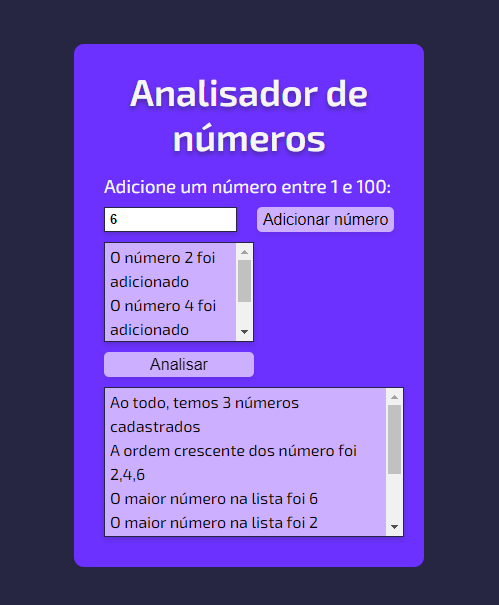 Analisador de
números
Adicione um número entre 1 e 100:
6
Adicionar número
O número 2 foi
adicionado
O número 4 foi
adicionado
Analisar
Ao todo, temos 3 números
cadastrados
A ordem crescente dos número foi
2,4,6
O maior número na lista foi 6
O maior número na lista foi 2